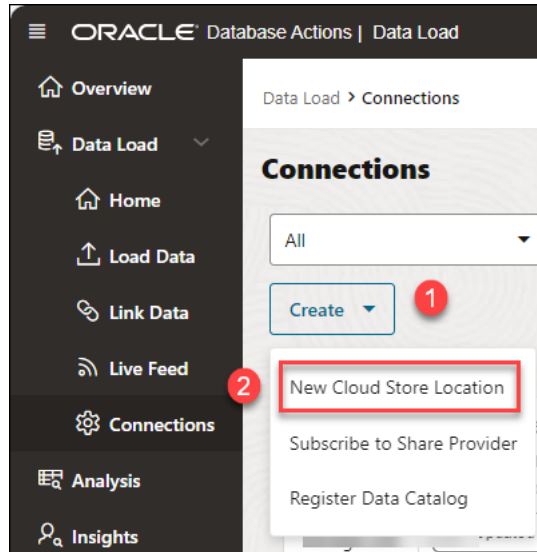 ORACLE Database Actions | Data Load
Overview
Data Load
Home
Load Data
Link Data
Live Feed
Connections
Analysis
Insights
Data Load > Connections
Connections
All
Create
1
2
New Cloud Store Location
Subscribe to Share Provider
Register Data Catalog